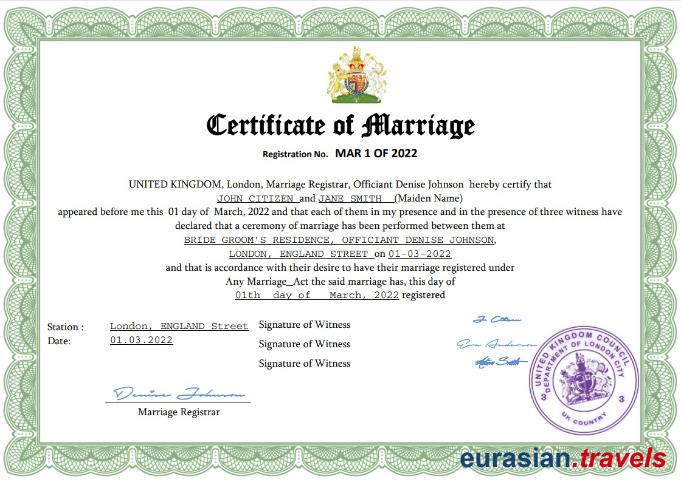 Certificate of Marriage
Registration No. MAR 1 OF 2022
UNITED KINGDOM, London, Marriage Registrar, Officiant Denise Johnson hereby certify that
JOHN CITIZEN and JANE SMITH (Maiden Name)
appeared before me this 01 day of March, 2022 and that each of them in my presence and in the presence of three witness have
declared that a ceremony of marriage has been performed between them at
BRIDE GROOM'S RESIDENCE, OFFICIANT DENISE JOHNSON,
LONDON, ENGLAND STREET on 01-03-2022
and that is accordance with their desire to have their marriage registered under
Any Marriage_Act the said marriage has, this day of
01th day of March, 2022 registered
Station : London, ENGLAND Street
Date: 01.03.2022
Signature of Witness J. Citizen
Signature of Witness Eva Anderson
Signature of Witness
Denise Johnson
Marriage Registrar
UNITED KINGDOM COUNCIL
DEPARTMENT OF LONDON CITY
3 3
UK COUNTRY
eurasian.travels